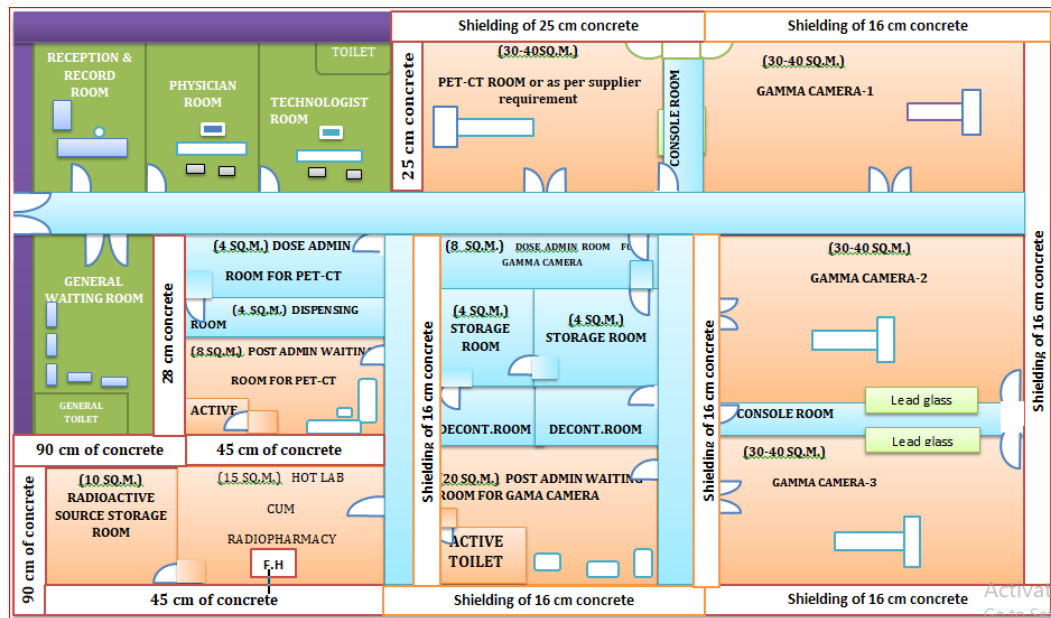 Shielding of 25 cm concrete
Shielding of 16 cm concrete
RECEPTION &
RECORD
ROOM
PHYSICIAN
ROOM
TOILET
TECHNOLOGIST
ROOM
25 cm concrete
(30-40SQ.M.)
PET-CT ROOM or as per supplier
requirement
CONSOLE ROOM
(30-40 SQ.M.)
GAMMA CAMERA-1
GENERAL
WAITING ROOM
GENERAL
TOILET
28 cm concrete
(4 SQ.M.) DOSE ADMIN
ROOM FOR PET-CT
(4 SQ.M.) DISPENSING
ROOM
(8 SQ.M.) POST ADMIN WAITING
ROOM FOR PET-CT
ACTIVE
Shielding of 16 cm concrete
(8 SQ.M.) DOSE ADMIN ROOM
GAMMA CAMERA
(4 SQ.M.)
STORAGE
ROOM
(4 SQ.M.)
STORAGE ROOM
DECONT.ROOM
DECONT.ROOM
(20 SQ.M.) POST ADMIN WAITING
ROOM FOR GAMA CAMERA
ACTIVE
TOILET
Shielding of 16 cm concrete
(30-40 SQ.M.)
GAMMA CAMERA-2
Lead glass
CONSOLE ROOM
Lead glass
(30-40 SQ.M.)
GAMMA CAMERA-3
Shielding of 16 cm concrete
90 cm of concrete
45 cm of concrete
90 cm of concrete
(10 SQ.M.)
RADIOACTIVE
SOURCE STORAGE
ROOM
(15 SQ.M.) HOT LAB
CUM
RADIOPHARMACY
F.H
45 cm of concrete
Shielding of 16 cm concrete
Shielding of 16 cm concrete